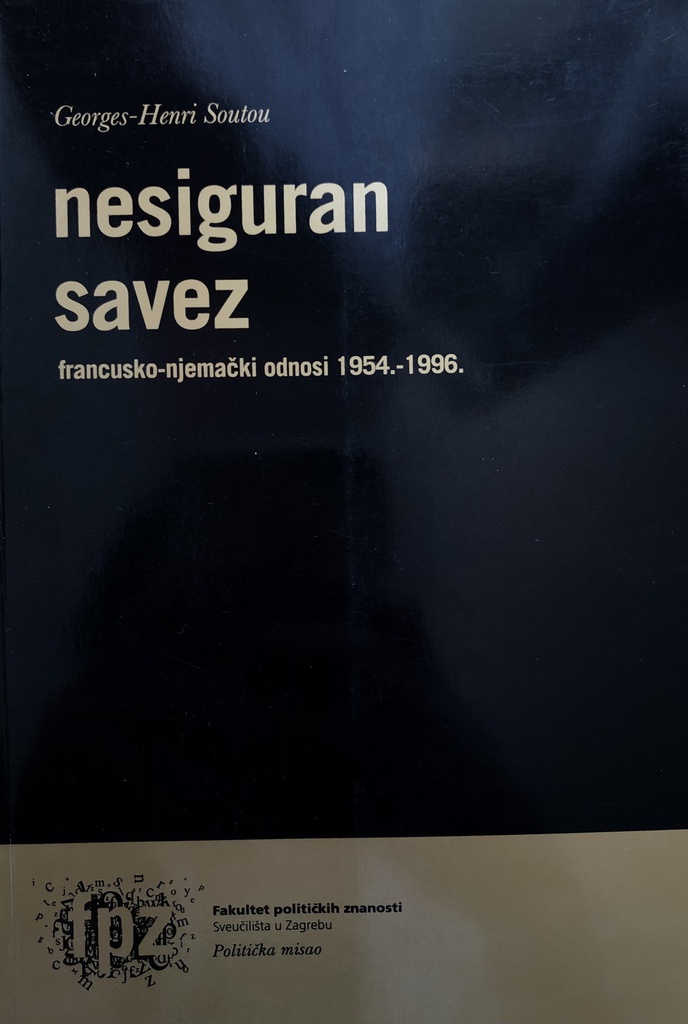 Georges-Henri Soutou
nesiguran
savez
francusko-njemački odnosi 1954.-1996.
fpz
Fakultet političkih znanosti
Sveučilišta u Zagrebu
Politička misao